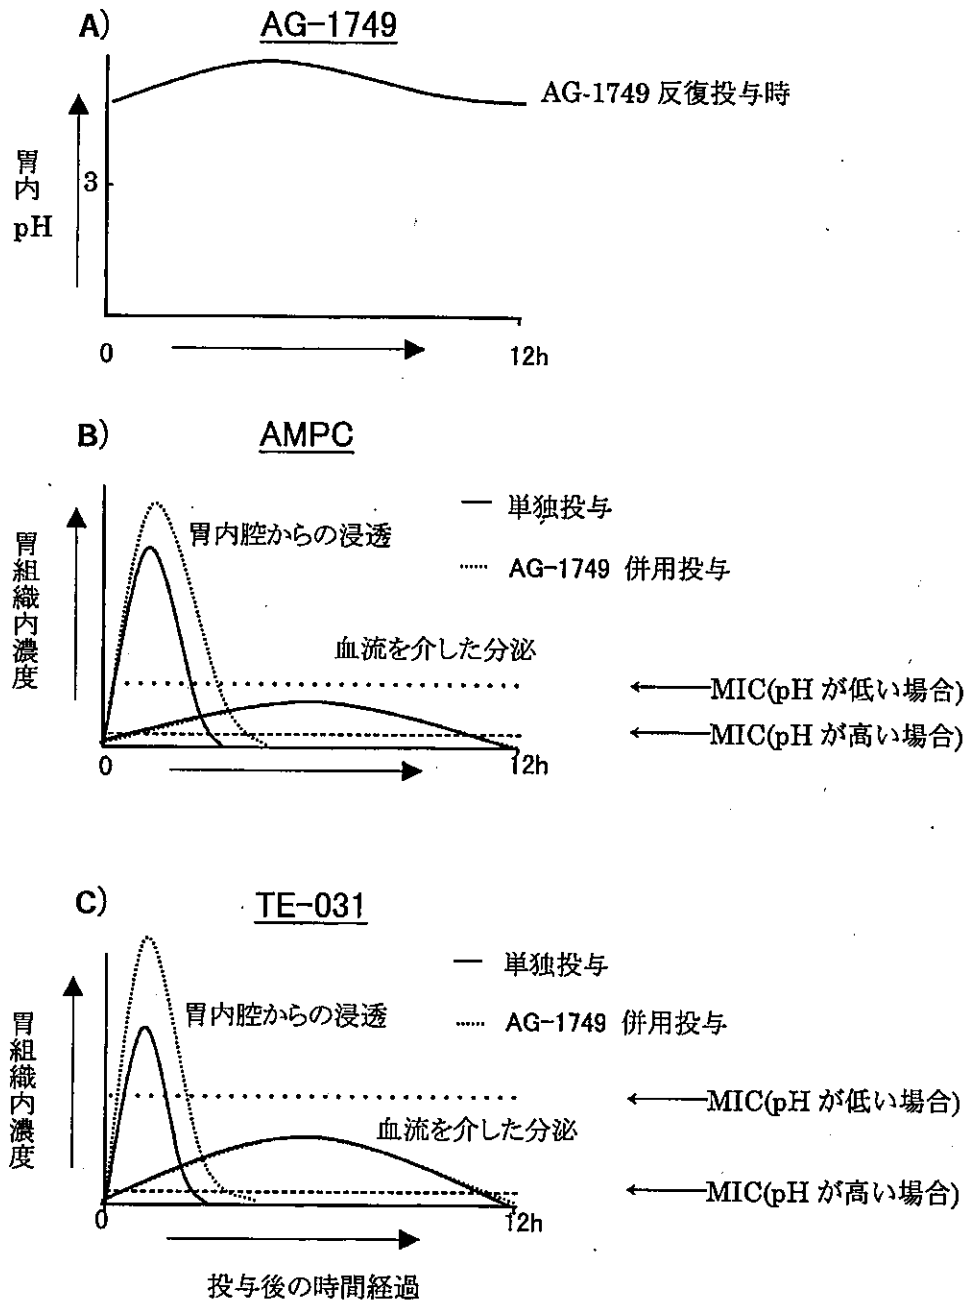 A) AG-1749
AG-1749 反復投与時
胃内
pH
3
0
12h
B) AMPC
― 単独投与
胃内腔からの浸透
胃組織内濃度
······ AG-1749 併用投与
血流を介した分泌
←MIC(pH が低い場合)
←MIC(pH が高い場合)
0
12h
C) TE-031
― 単独投与
胃内腔からの浸透
胃組織内濃度
······ AG-1749 併用投与
←MIC(pH が低い場合)
血流を介した分泌
←MIC(pH が高い場合)
0
12h
投与後の時間経過